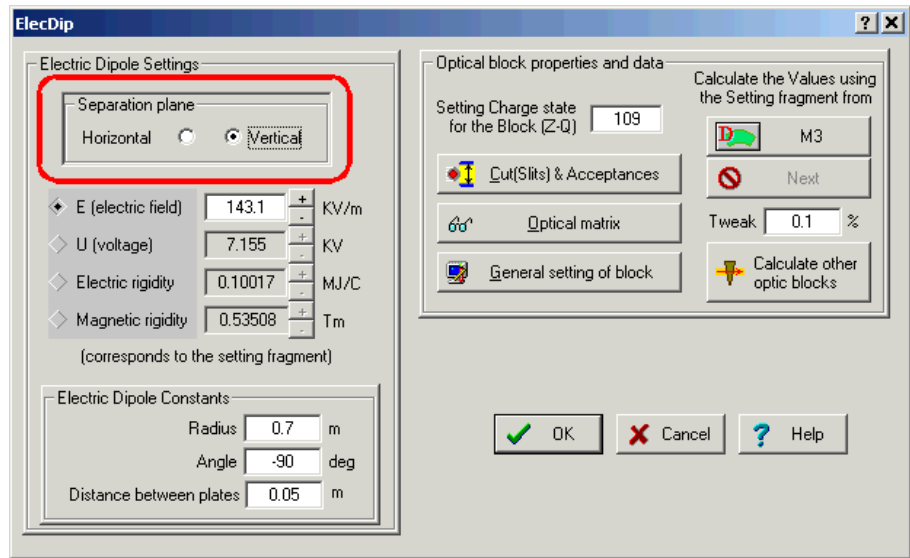 ElecDip
Electric Dipole Settings
Separation plane
Horizontal Vertical
E (electric field) 143.1 + - KV/m
U (voltage) 7.155 + - KV
Electric rigidity 0.10017 + - MJ/C
Magnetic rigidity 0.53508 + - Tm
(corresponds to the setting fragment)
Electric Dipole Constants
Radius 0.7 m
Angle -90 deg
Distance between plates 0.05 m
Optical block properties and data
Setting Charge state
for the Block (Z-Q) 109
Cut(Slits) & Acceptances
Optical matrix
General setting of block
Calculate the Values using
the Setting fragment from
D M3
Next
Tweak 0.1 %
Calculate other
optic blocks
OK Cancel ? Help